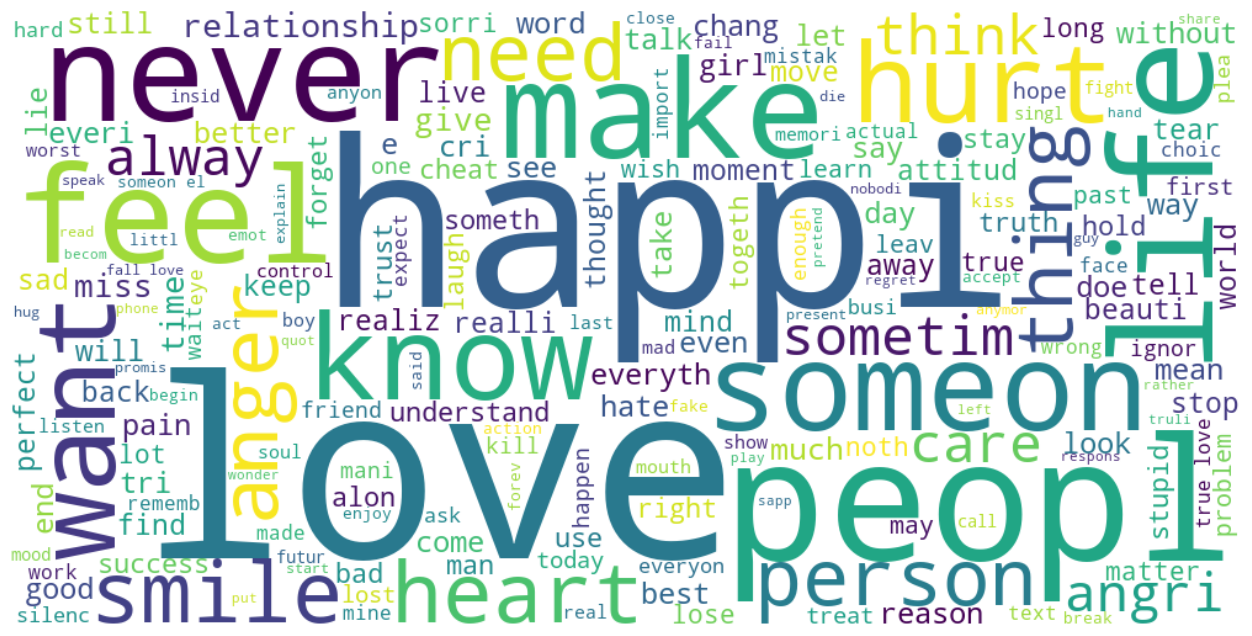 hard
still
relationship
sorri
word
close
chang
share
never
need
talk
fail
let
think
long
without
insid
anyon
live
girl
mistak
move
hurt
hope
fight
plea
lie
everi
better
give
make
import
die
singl
hand
life
tear
worst
alway
forget
e
cri
memori
actual
say
stay
thing
choic
speak
someon el
one
cheat
see
wish
moment
learn
attitud
past
first
feel
explain
happi
someth
thought
take
togeth
nobodi
kiss
way
read
littl
emot
trust
expect
enough
pretend
day
truth
hold
becom
laugh
leav
guy
sad
fall love
control
away
true
face
world
miss
keep
regret
accept
doe
tell
hug
phone
time
waiteye
anger
act
boy
realiz
realli
last
mind
present
busi
anymor
beauti
want
will
quot
know
said
mad
even
sometim
wrong
ignor
perfect
promis
back
begin
everyth
someon
mean
rather
love
friend
understand
hate
fake
left
stop
listen
pain
soul
action
kill
show
much
noth
care
look
truli
lot
wonder
mani
forev
happen
mouth
play
peopl
respons
true love
problem
tri
rememb
alon
enjoy
right
sapp
stupid
end
find
made
ask
use
may
call
mood
success
futur
come
man
today
everyon
person
matter
work
good
smile
start
bad
heart
best
angri
silenc
put
lost
mine
real
lose
treat
reason
text
break